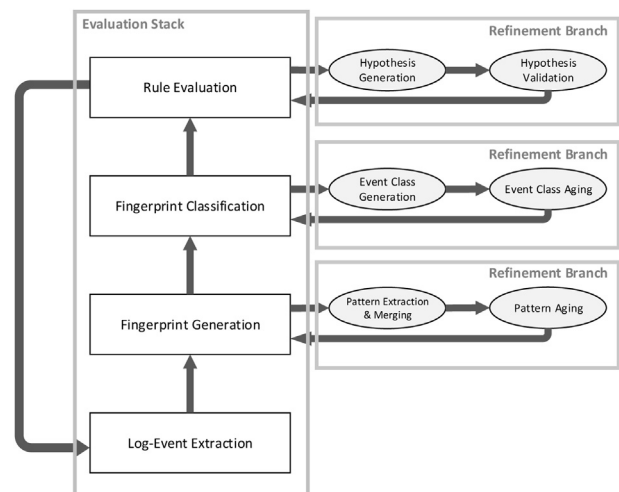 Evaluation Stack
Refinement Branch
Rule Evaluation
Hypothesis
Generation
Hypothesis
Validation
Refinement Branch
Fingerprint Classification
Event Class
Generation
Event Class Aging
Refinement Branch
Fingerprint Generation
Pattern Extraction
& Merging
Pattern Aging
Log-Event Extraction